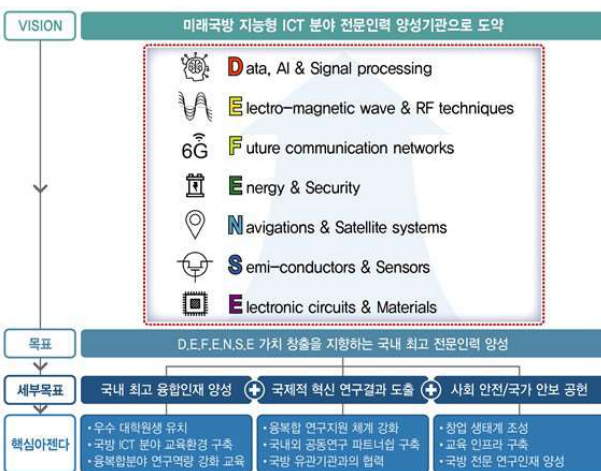 VISION
미래국방 지능형 ICT 분야 전문인력 양성기관으로 도약
Data, AI & Signal processing
Electro-magnetic wave & RF techniques
6G
Future communication networks
Energy & Security
Navigations & Satellite systems
Semi-conductors & Sensors
Electronic circuits & Materials
목표
D,E,F,E,N,S,E 가치 창출을 지향하는 국내 최고 전문인력 양성
세부목표
국내 최고 융합인재 양성 + 국제적 혁신 연구결과 도출 + 사회 안전/국가 안보 공헌
핵심아젠다
• 우수 대학원생 유치
• 국방 ICT 분야 교육환경 구축
• 융복합분야 연구역량 강화 교육
• 융복합 연구지원 체계 강화
• 국내외 공동연구 파트너쉽 구축
• 국방 유관기관과의 협력
• 창업 생태계 조성
• 교육 인프라 구축
• 국방 전문 연구인재 양성